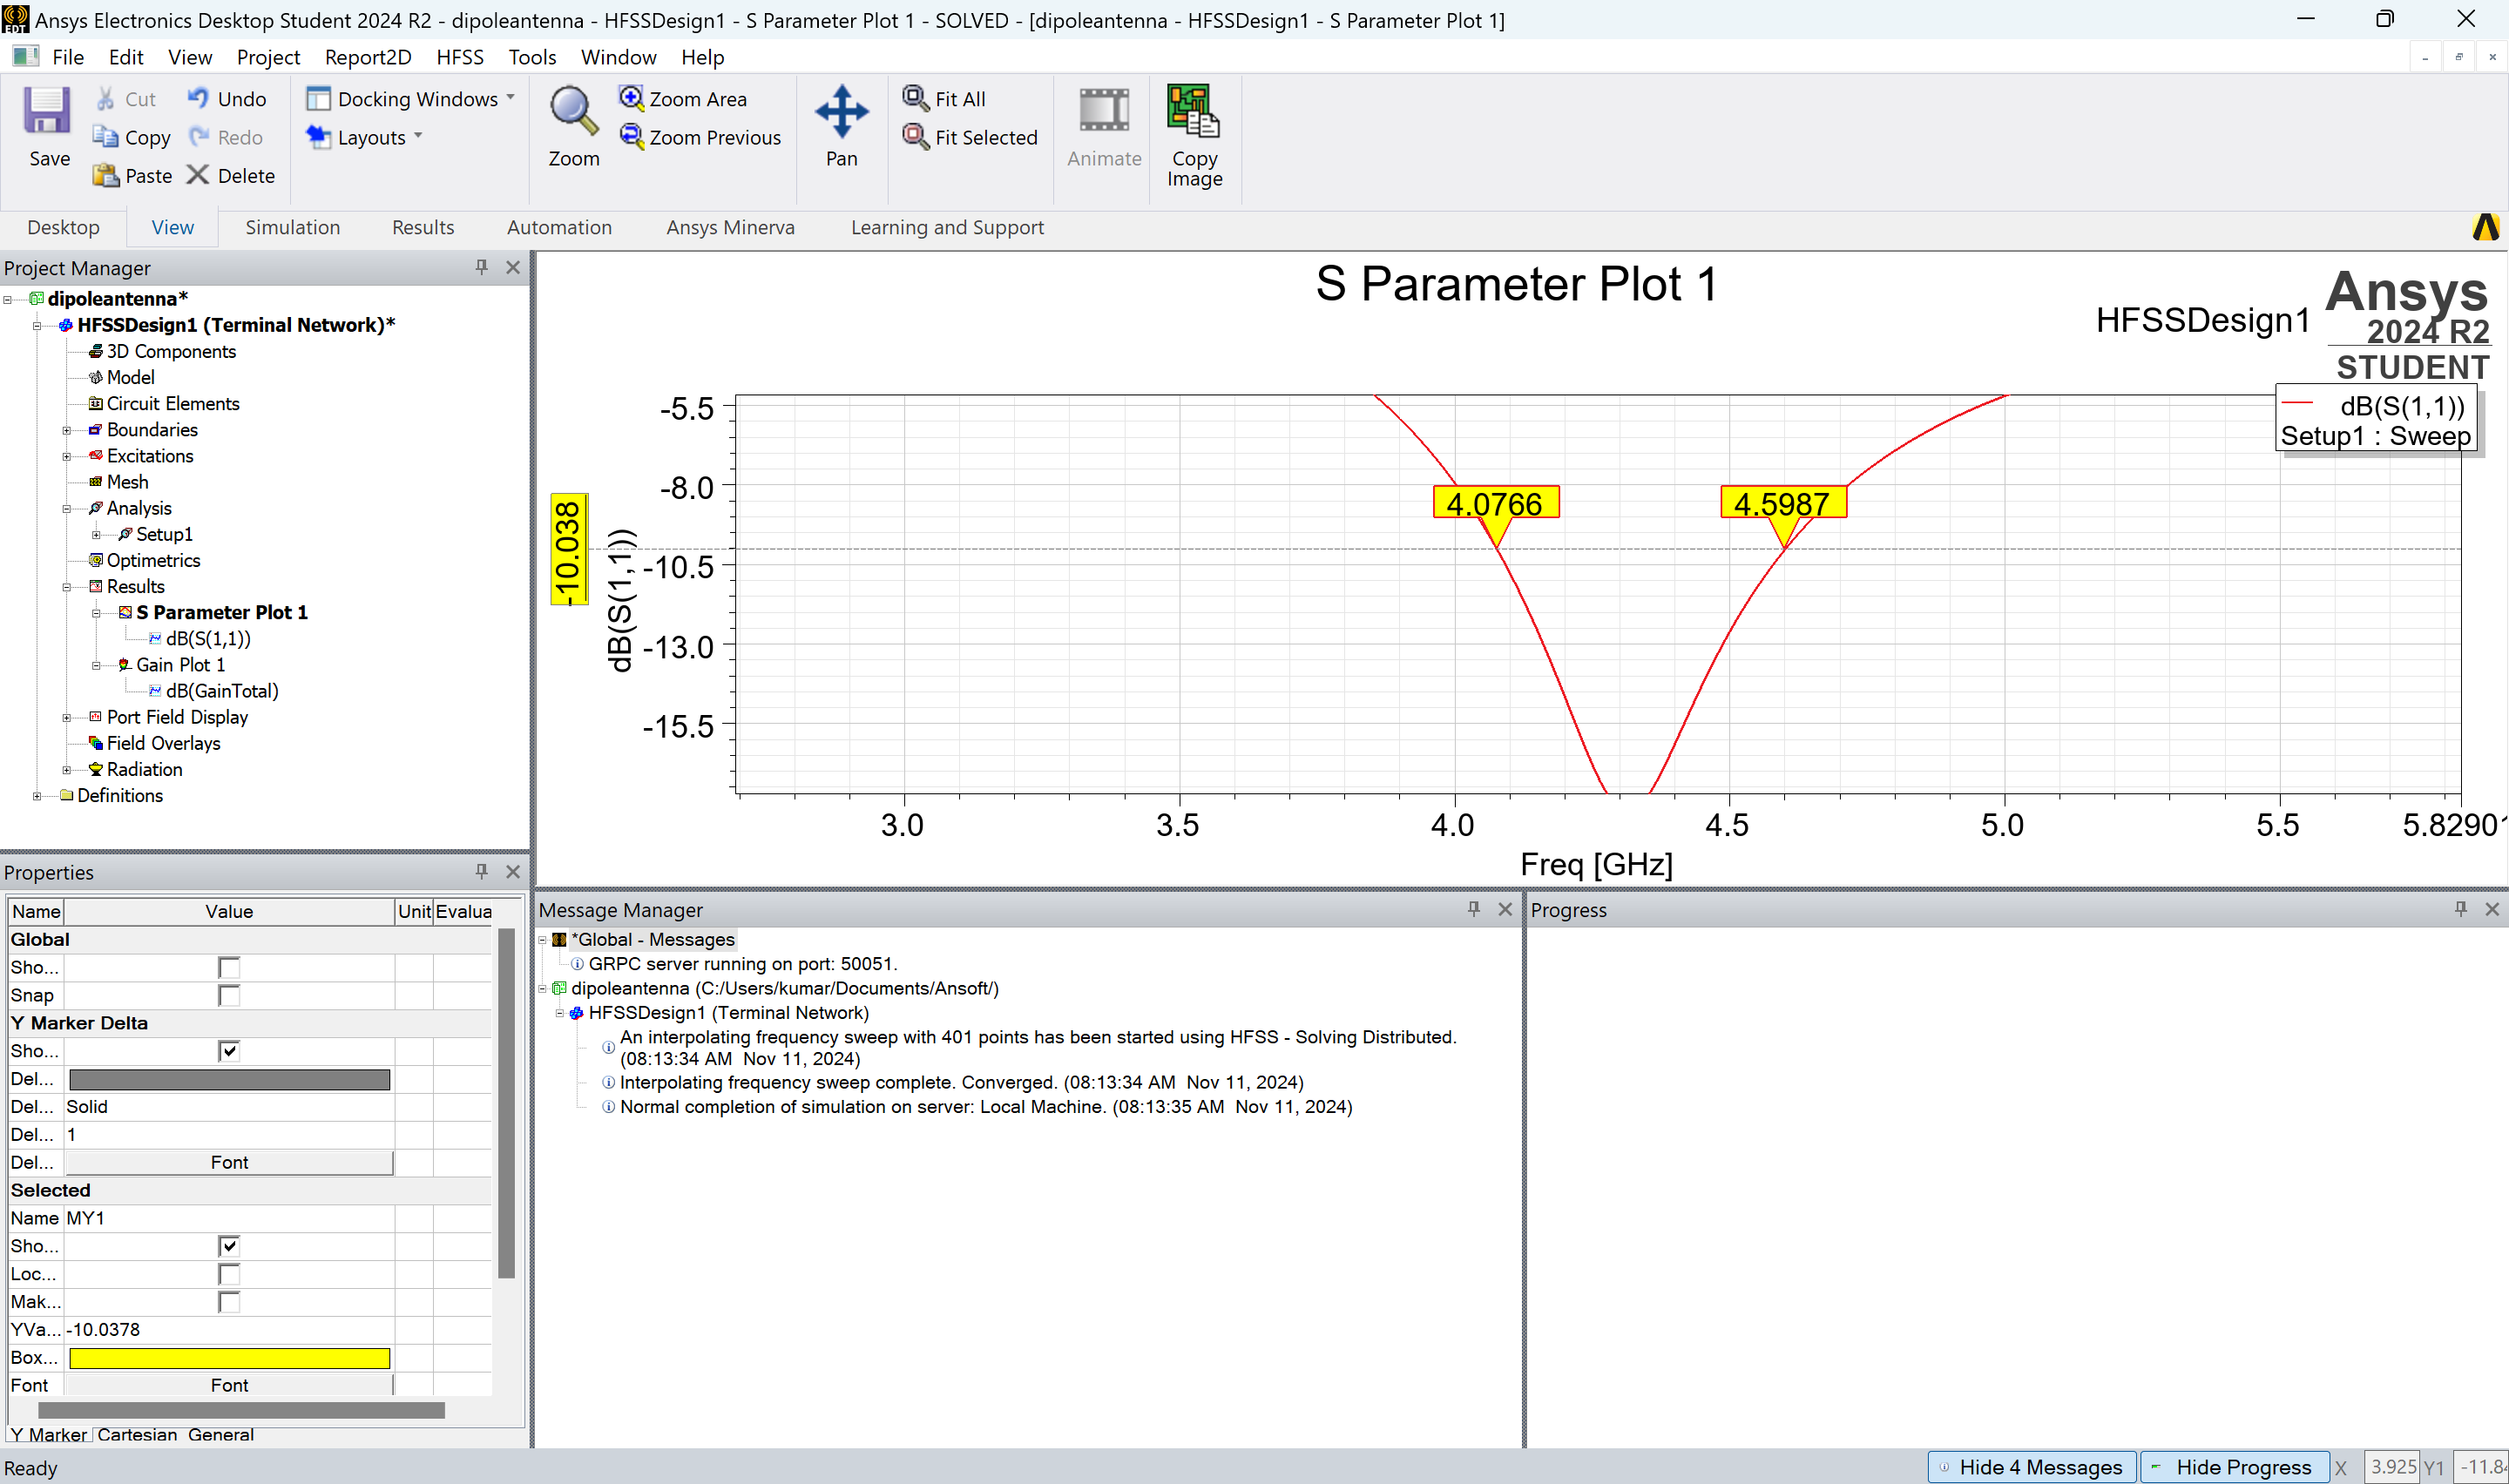 Ansys Electronics Desktop Student 2024 R2 - dipoleantenna - HFSSDesign1 - S Parameter Plot 1 - SOLVED - [dipoleantenna - HFSSDesign1 - S Parameter Plot 1]
File Edit View Project Report2D HFSS Tools Window Help
Save
Cut
Copy
Paste
Undo
Redo
Delete
Docking Windows
Layouts
Zoom
Zoom Area
Zoom Previous
Pan
Fit All
Fit Selected
Animate
Copy
Image
Desktop View Simulation Results Automation Ansys Minerva Learning and Support
Project Manager
dipoleantenna*
HFSSDesign1 (Terminal Network)*
3D Components
Model
Circuit Elements
Boundaries
Excitations
Mesh
Analysis
Setup1
Optimetrics
Results
S Parameter Plot 1
dB(S(1,1))
Gain Plot 1
dB(GainTotal)
Port Field Display
Field Overlays
Radiation
Definitions
S Parameter Plot 1
HFSSDesign1
Ansys
2024 R2
STUDENT
dB(S(1,1))
Setup1 : Sweep
-5.5
-8.0
-10.5
-13.0
-15.5
dB(S(1,1))
-10.038
4.0766
4.5987
3.0 3.5 4.0 4.5 5.0 5.5 5.8290
Freq [GHz]
Properties
Name Value Unit Evalua
Global
Sho...
Snap
Y Marker Delta
Sho...
Del...
Del... Solid
Del... 1
Del... Font
Selected
Name MY1
Sho...
Loc...
Mak...
YVa... -10.0378
Box...
Font Font
Y Marker Cartesian General
Message Manager
*Global - Messages
GRPC server running on port: 50051.
dipoleantenna (C:/Users/kumar/Documents/Ansoft/)
HFSSDesign1 (Terminal Network)
An interpolating frequency sweep with 401 points has been started using HFSS - Solving Distributed.
(08:13:34 AM Nov 11, 2024)
Interpolating frequency sweep complete. Converged. (08:13:34 AM Nov 11, 2024)
Normal completion of simulation on server: Local Machine. (08:13:35 AM Nov 11, 2024)
Progress
Ready
Hide 4 Messages
Hide Progress
X 3.925 Y1 -11.8